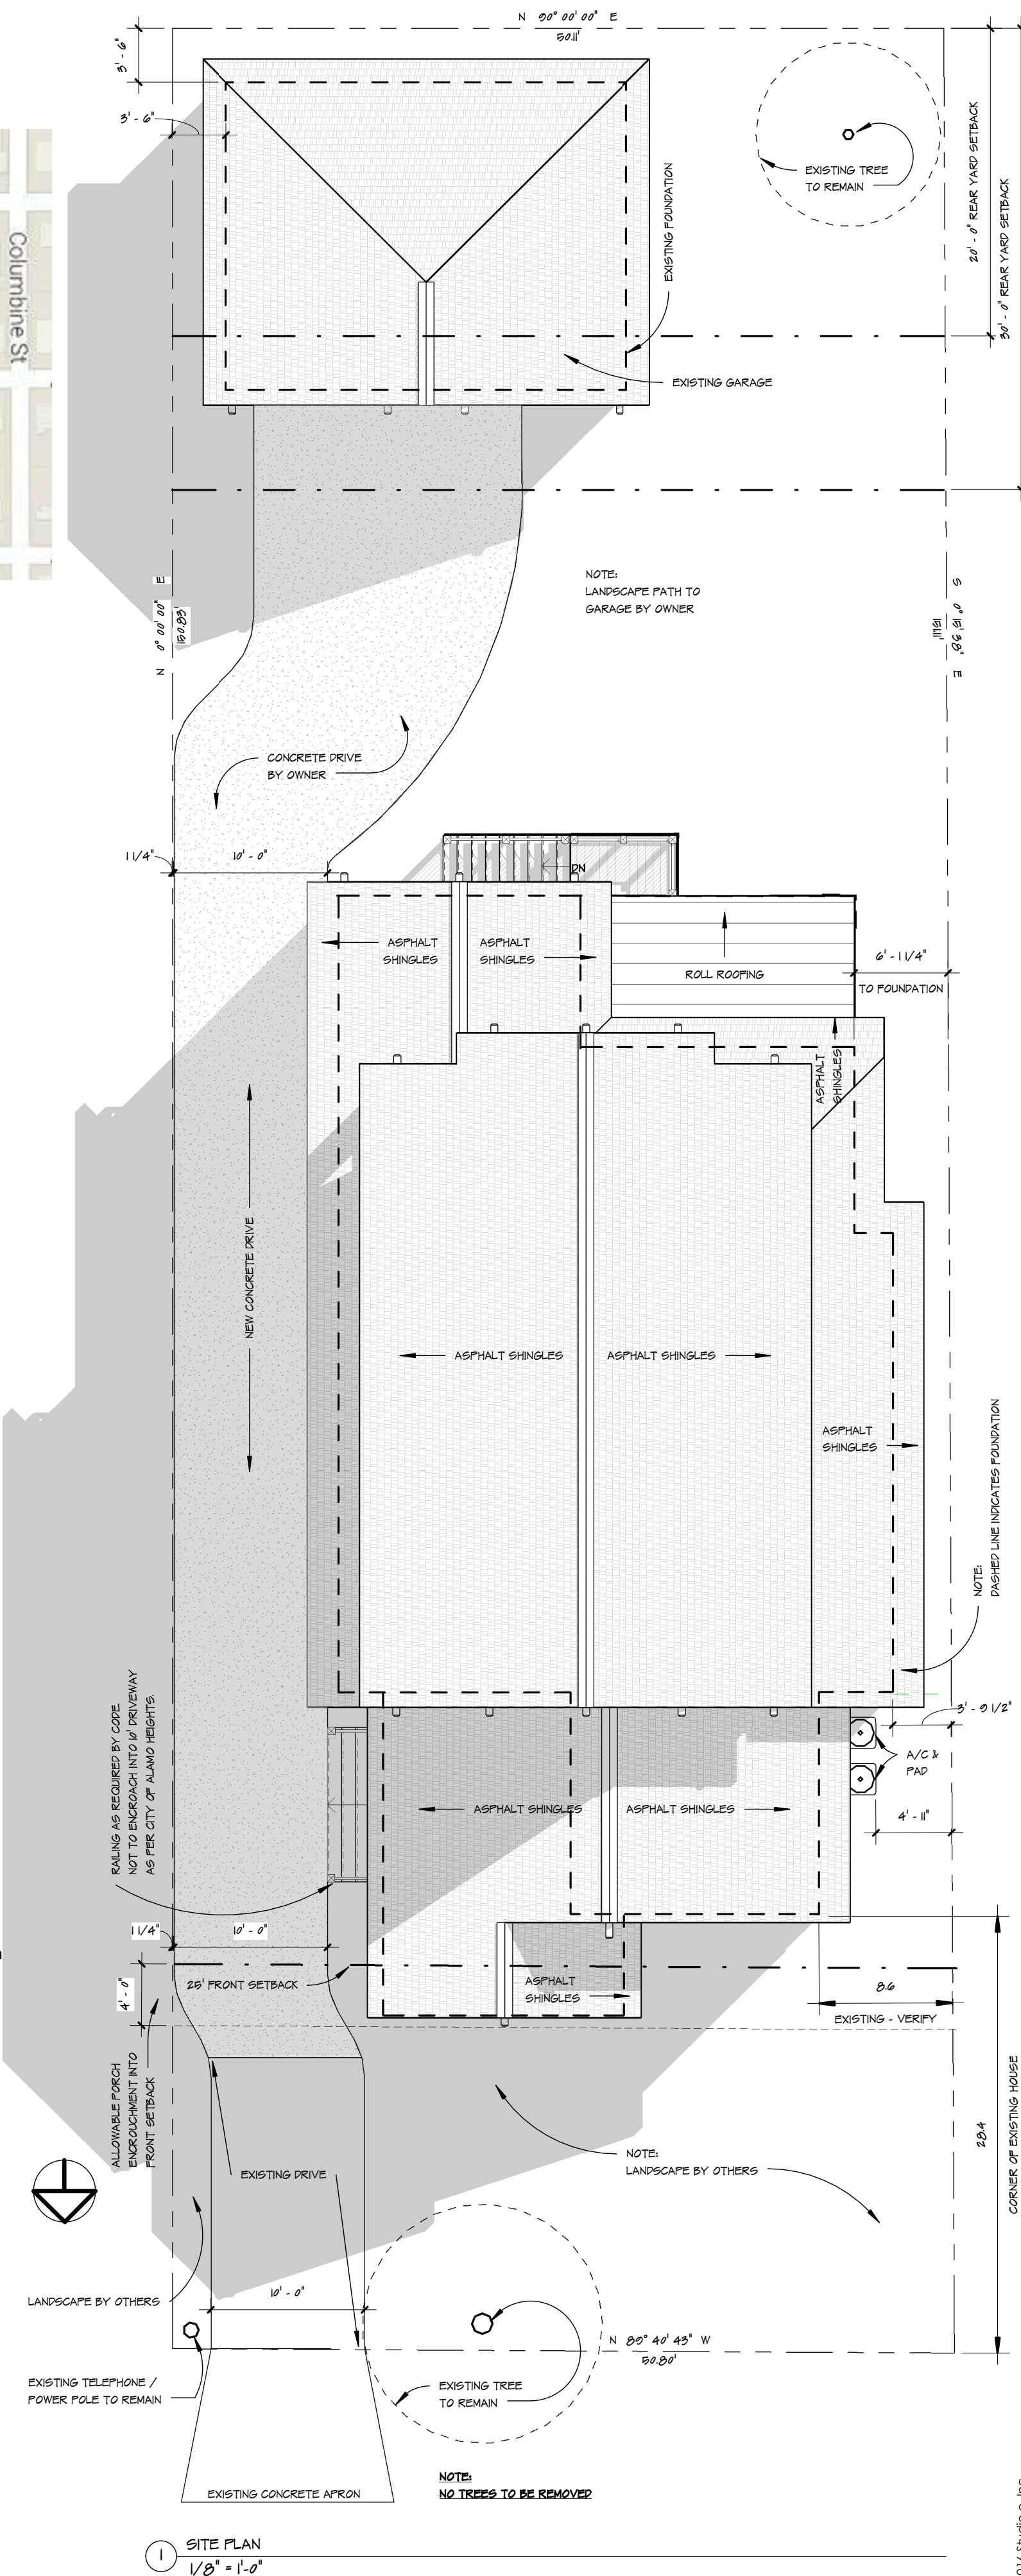 N 90° 00' 00" E
50.11'
3' - 6"
3' - 6"
Columbine St
EXISTING TREE
TO REMAIN
20' - 0" REAR YARD SETBACK
30' - 0" REAR YARD SETBACK
EXISTING FOUNDATION
EXISTING GARAGE
NOTE:
LANDSCAPE PATH TO
GARAGE BY OWNER
N 0° 00' 00" E
150.83'
151.11'
CONCRETE DRIVE
BY OWNER
1 1/4"
10' - 0"
DN
ASPHALT
SHINGLES
ASPHALT
SHINGLES
ROLL ROOFING
6' - 1 1/4"
TO FOUNDATION
ASPHALT
SHINGLES
NEW CONCRETE DRIVE
ASPHALT SHINGLES
ASPHALT SHINGLES
ASPHALT
SHINGLES
NOTE:
DASHED LINE INDICATES FOUNDATION
RAILING AS REQUIRED BY CODE
NOT TO ENCROACH INTO 10' DRIVEWAY
AS PER CITY OF ALAMO HEIGHTS.
3' - 9 1/2"
A/C &
PAD
ASPHALT SHINGLES
ASPHALT SHINGLES
4' - 11"
1 1/4"
10' - 0"
4' - 0"
25' FRONT SETBACK
ASPHALT
SHINGLES
8.6
EXISTING - VERIFY
ALLOWABLE PORCH
ENCROUCHMENT INTO
FRONT SETBACK
28.4
CORNER OF EXISTING HOUSE
NOTE:
LANDSCAPE BY OTHERS
EXISTING DRIVE
LANDSCAPE BY OTHERS
10' - 0"
N 89° 40' 43" W
50.80'
EXISTING TELEPHONE /
POWER POLE TO REMAIN
EXISTING TREE
TO REMAIN
EXISTING CONCRETE APRON
NOTE:
NO TREES TO BE REMOVED
1
SITE PLAN
1/8" = 1'-0"